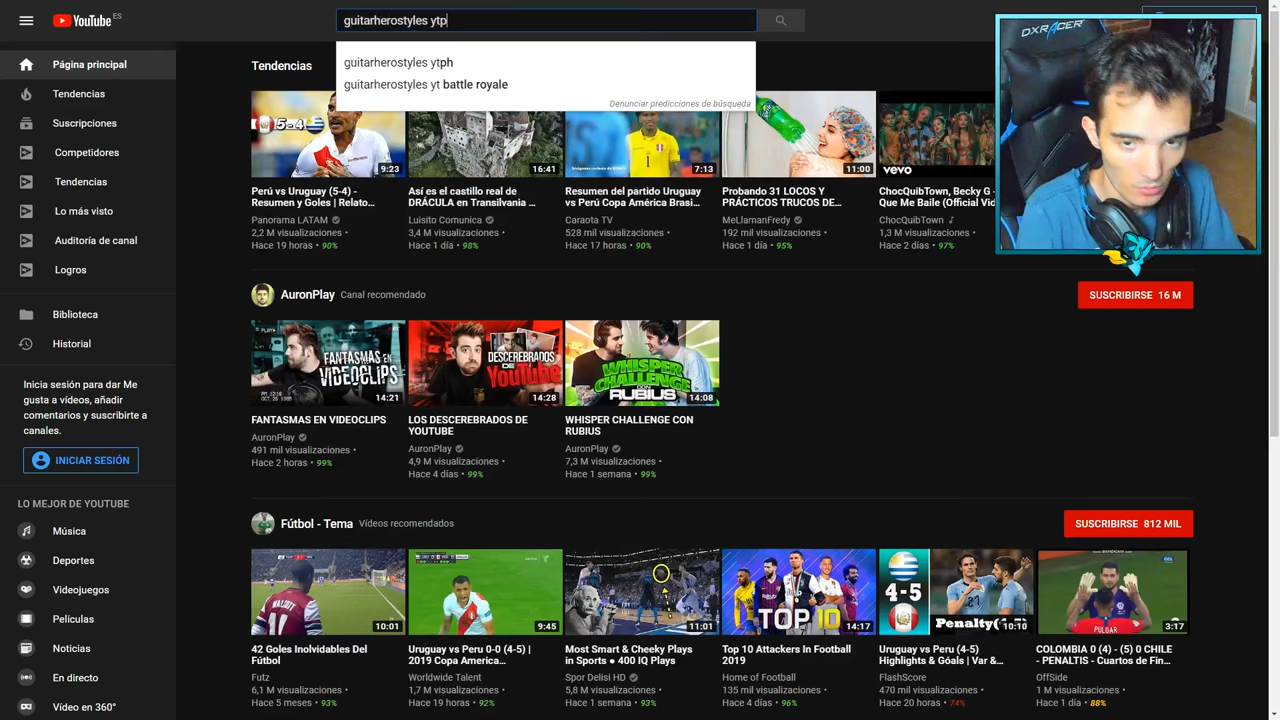 YouTube ES
guitarherostyles ytp
DXRACER
guitarherostyles ytph
guitarherostyles yt battle royale
Denunciar predicciones de búsqueda
Página principal
Tendencias
Suscripciones
Competidores
Tendencias
Lo más visto
Auditoría de canal
Logros
Biblioteca
Historial
Inicia sesión para dar Me
gusta a vídeos, añadir
comentarios y suscribirte a
canales.
INICIAR SESIÓN
LO MEJOR DE YOUTUBE
Música
Deportes
Noticias
En directo
Vídeo en 360°
Tendencias
5-4
9:23
16:41
7:13
11:00
vevo
Perú vs Uruguay (5-4) -
Resumen y Goles | Relato...
Panorama LATAM
2,2 M visualizaciones •
Hace 19 horas • 90%
Así es el castillo real de
DRÁCULA en Transilvania ...
Luisito Comunica
3,4 M visualizaciones •
Hace 1 día • 98%
Resumen del partido Uruguay
vs Perú Copa América Brasi...
Caraota TV
528 mil visualizaciones •
Hace 17 horas • 90%
Probando 31 LOCOS Y
PRÁCTICOS TRUCOS DE...
MeLlamanFredy
192 mil visualizaciones •
Hace 1 día • 95%
ChocQuibTown, Becky G -
Que Me Baile (Official Vid
ChocQuibTown
1,3 M visualizaciones •
Hace 2 días • 97%
AuronPlay Canal recomendado
SUSCRIBIRSE 16 M
PLAY
FANTASMAS EN
VIDEOCLIPS
14:21
DESCEREBRADOS
DE YouTube
14:28
WHISPER
CHALLENGE
CON
RUBIUS
14:08
FANTASMAS EN VIDEOCLIPS
AuronPlay
491 mil visualizaciones •
Hace 2 horas • 99%
LOS DESCEREBRADOS DE
YOUTUBE
AuronPlay
4,9 M visualizaciones •
Hace 4 días • 99%
WHISPER CHALLENGE CON
RUBIUS
AuronPlay
7,3 M visualizaciones •
Hace 1 semana • 99%
Fútbol - Tema Vídeos recomendados
SUSCRIBIRSE 812 MIL
10:01
9:45
11:01
TOP 10
14:17
4-5
Penalty(4-
10:10
PULGAR
3:17
42 Goles Inolvidables Del
Fútbol
Futz
6,1 M visualizaciones •
Hace 5 meses • 93%
Uruguay vs Peru 0-0 (4-5) |
2019 Copa America...
Worldwide Talent
1,7 M visualizaciones •
Hace 19 horas • 92%
Most Smart & Cheeky Plays
in Sports ● 400 IQ Plays
Spor Delisi HD
5,8 M visualizaciones •
Hace 1 semana • 93%
Top 10 Attackers In Football
2019
Home of Football
135 mil visualizaciones •
Hace 4 días • 96%
Uruguay vs Peru (4-5)
Highlights & Góals | Var &...
FlashScore
470 mil visualizaciones •
Hace 20 horas • 74%
COLOMBIA 0 (4) - (5) 0 CHILE
- PENALTIS - Cuartos de Fin...
OffSide
1 M visualizaciones •
Hace 1 día • 88%